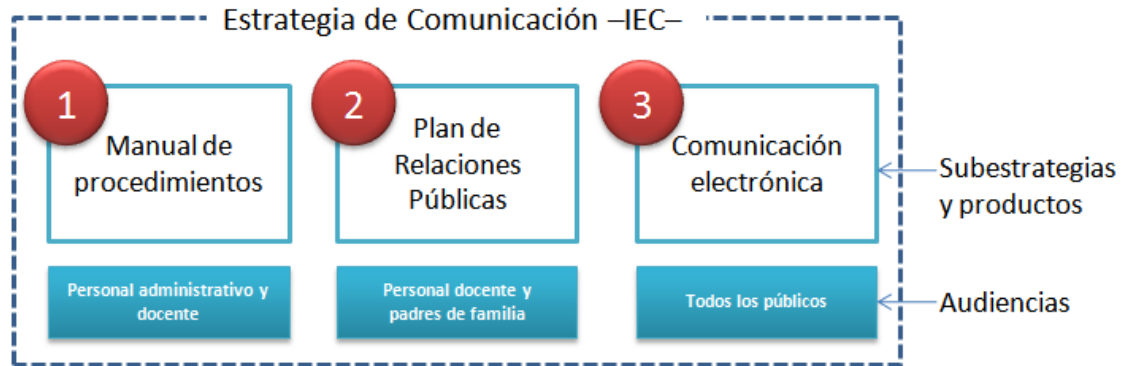 Estrategia de Comunicación –IEC–
1
Manual de
procedimientos
2
Plan de
Relaciones
Públicas
3
Comunicación
electrónica
Subestrategias
y productos
Personal administrativo y
docente
Personal docente y
padres de familia
Todos los públicos
Audiencias